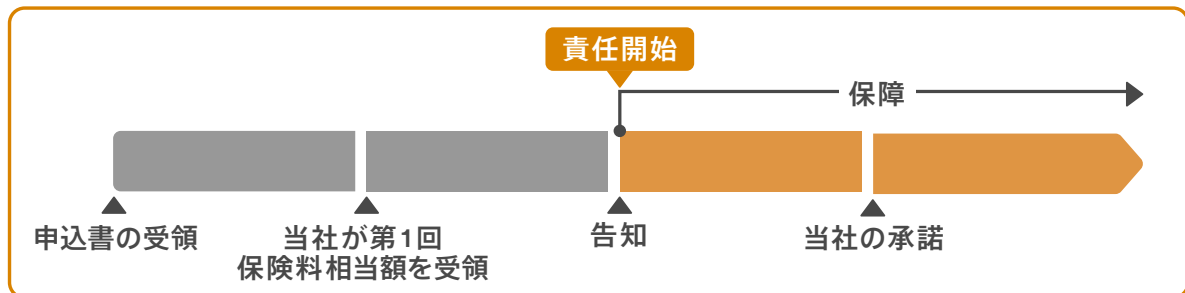 責任開始
保障
申込書の受領
当社が第1回
保険料相当額を受領
告知
当社の承諾